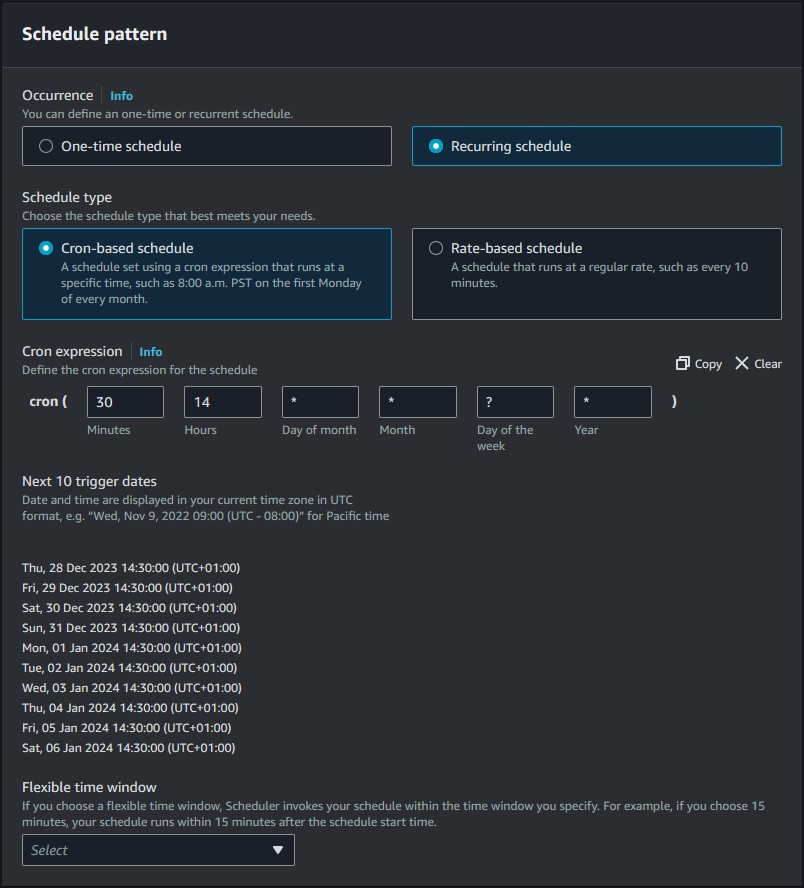 Schedule pattern
Occurrence Info
You can define an one-time or recurrent schedule.
One-time schedule
Recurring schedule
Schedule type
Choose the schedule type that best meets your needs.
Cron-based schedule
A schedule set using a cron expression that runs at a
specific time, such as 8:00 a.m. PST on the first Monday
of every month.
Rate-based schedule
A schedule that runs at a regular rate, such as every 10
minutes.
Cron expression Info
Define the cron expression for the schedule
Copy Clear
cron ( 30 14 * * ? * )
Minutes Hours Day of month Month Day of the Year
week
Next 10 trigger dates
Date and time are displayed in your current time zone in UTC
format, e.g. “Wed, Nov 9, 2022 09:00 (UTC - 08:00)” for Pacific time
Thu, 28 Dec 2023 14:30:00 (UTC+01:00)
Fri, 29 Dec 2023 14:30:00 (UTC+01:00)
Sat, 30 Dec 2023 14:30:00 (UTC+01:00)
Sun, 31 Dec 2023 14:30:00 (UTC+01:00)
Mon, 01 Jan 2024 14:30:00 (UTC+01:00)
Tue, 02 Jan 2024 14:30:00 (UTC+01:00)
Wed, 03 Jan 2024 14:30:00 (UTC+01:00)
Thu, 04 Jan 2024 14:30:00 (UTC+01:00)
Fri, 05 Jan 2024 14:30:00 (UTC+01:00)
Sat, 06 Jan 2024 14:30:00 (UTC+01:00)
Flexible time window
If you choose a flexible time window, Scheduler invokes your schedule within the time window you specify. For example, if you choose 15
minutes, your schedule runs within 15 minutes after the schedule start time.
Select